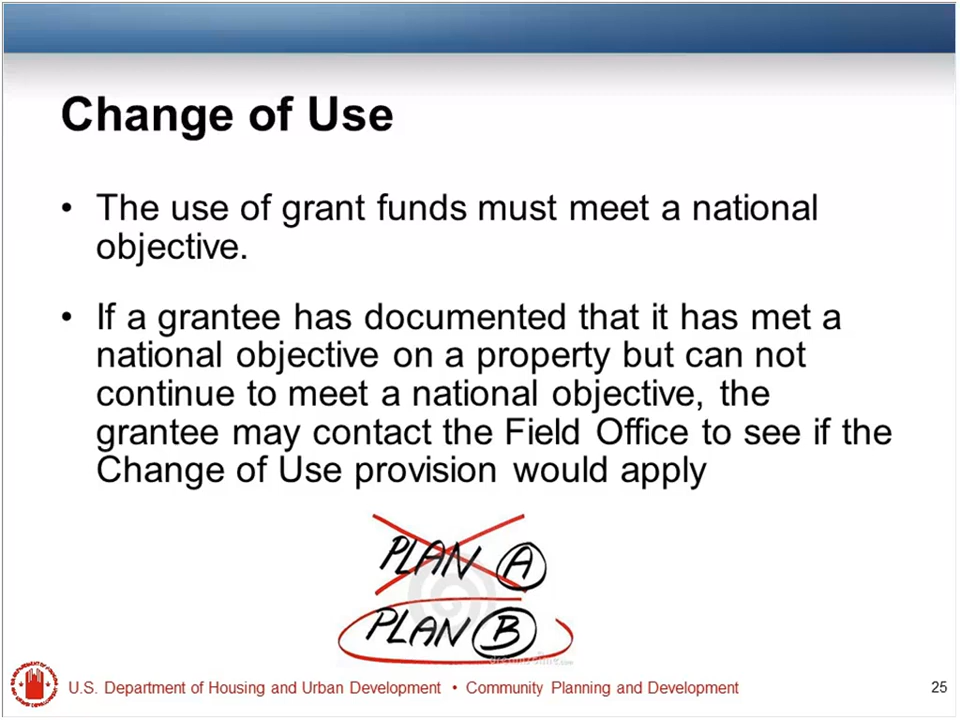 Change of Use
• The use of grant funds must meet a national
objective.
• If a grantee has documented that it has met a
national objective on a property but can not
continue to meet a national objective, the
grantee may contact the Field Office to see if the
Change of Use provision would apply
PLAN A
PLAN B
U.S. Department of Housing and Urban Development • Community Planning and Development
25